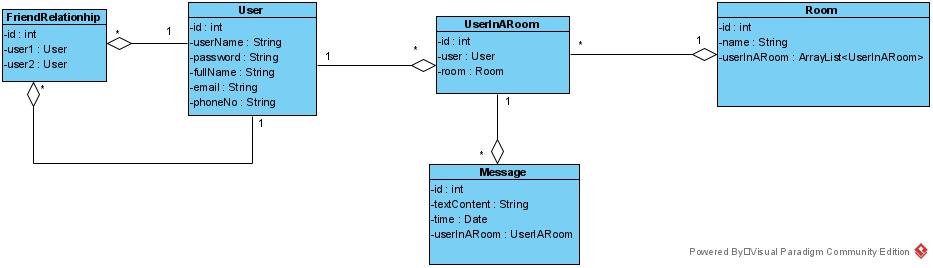 FriendRelationhip
-id : int
-user1 : User
-user2 : User
*
1
*
1
User
-id : int
-userName : String
-password : String
-fullName : String
-email : String
-phoneNo : String
1
*
UserInARoom
-id : int
-user : User
-room : Room
*
1
1
*
Room
-id : int
-name : String
-userInARoom : ArrayList<UserInARoom>
Message
-id : int
-textContent : String
-time : Date
-userInARoom : UserIARoom
Powered By Visual Paradigm Community Edition